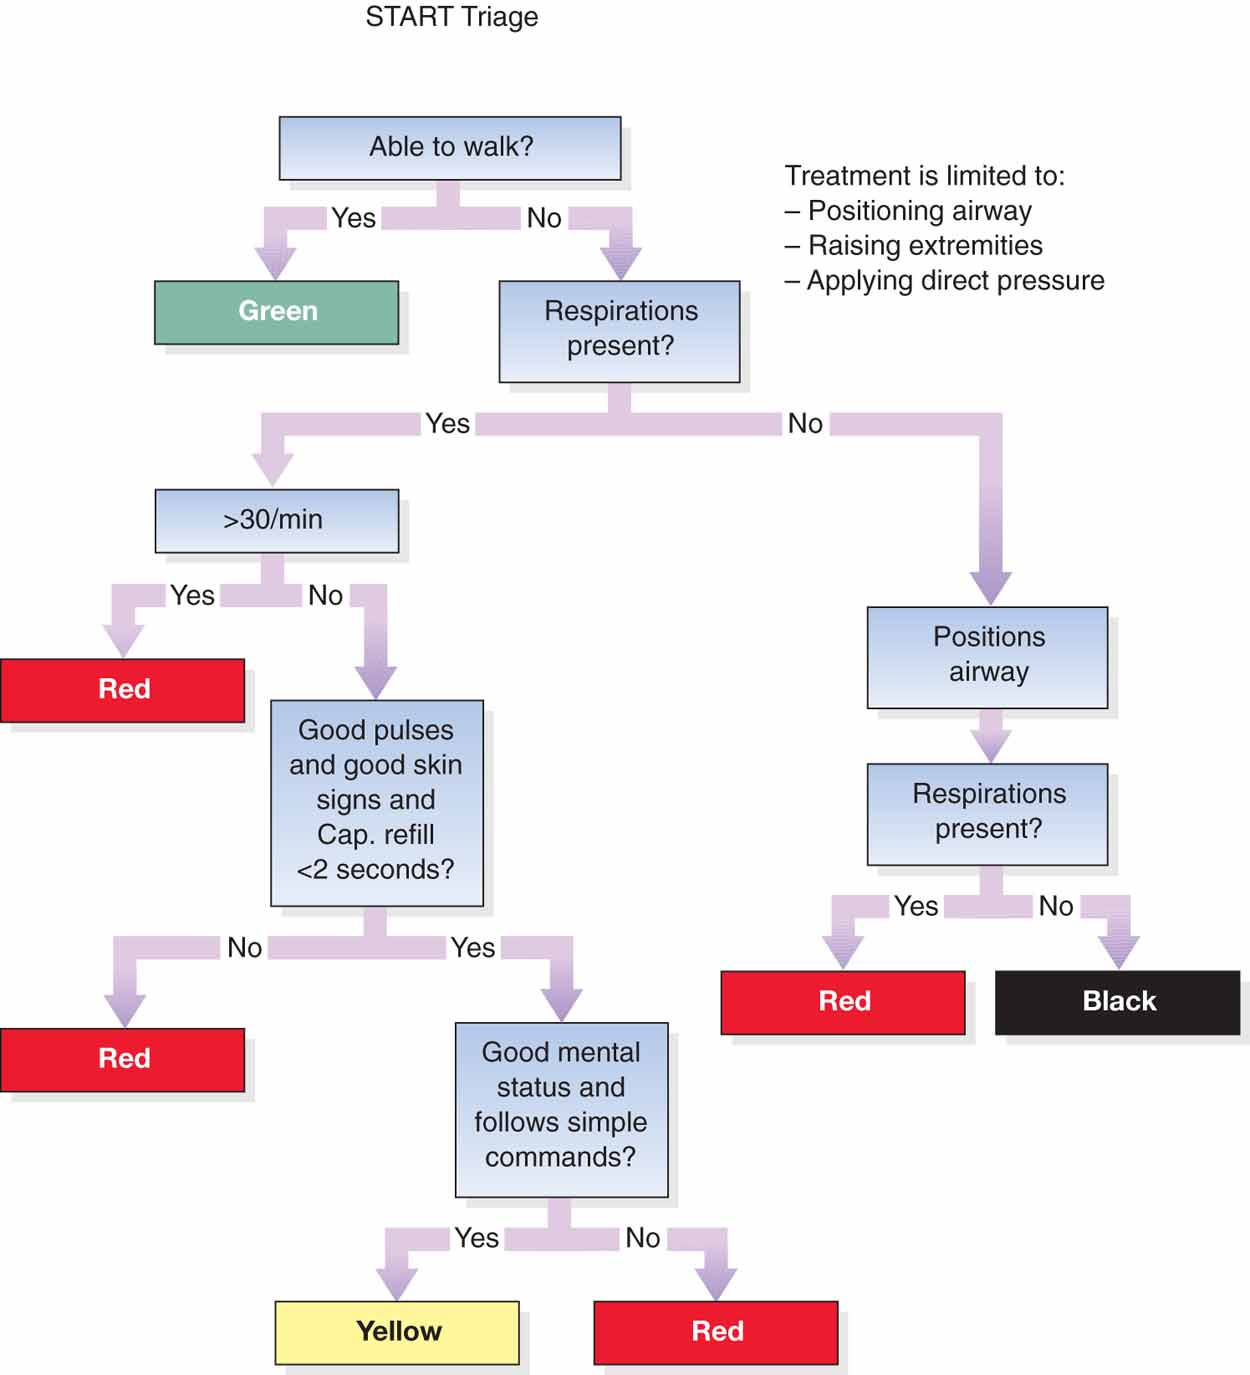 START Triage
Able to walk?
Treatment is limited to:
– Positioning airway
– Raising extremities
– Applying direct pressure
Yes
No
Green
Respirations
present?
Yes
No
>30/min
Yes
No
Red
Positions
airway
Good pulses
and good skin
signs and
Cap. refill
<2 seconds?
Respirations
present?
Yes
No
Red
Black
No
Yes
Red
Good mental
status and
follows simple
commands?
Yes
No
Yellow
Red